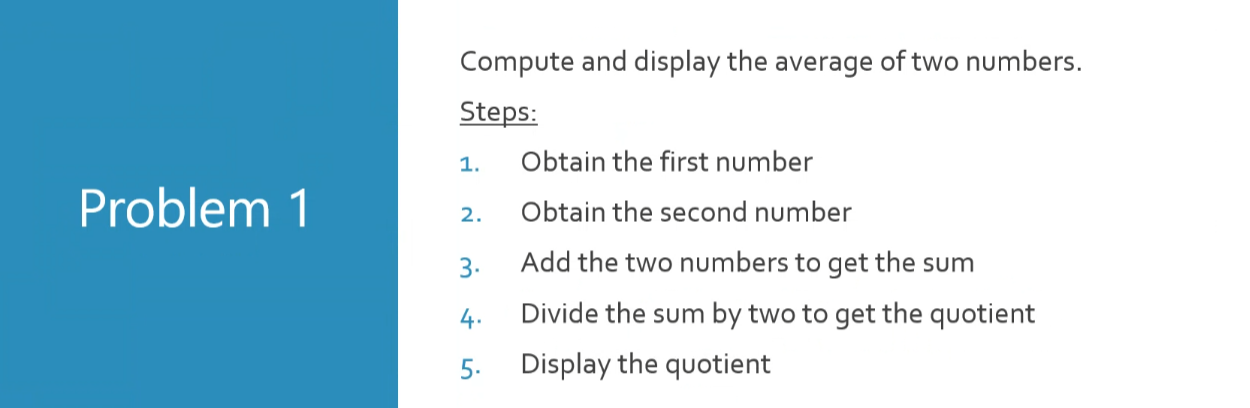 Problem 1
Compute and display the average of two numbers.
Steps:
1. Obtain the first number
2. Obtain the second number
3. Add the two numbers to get the sum
4. Divide the sum by two to get the quotient
5. Display the quotient